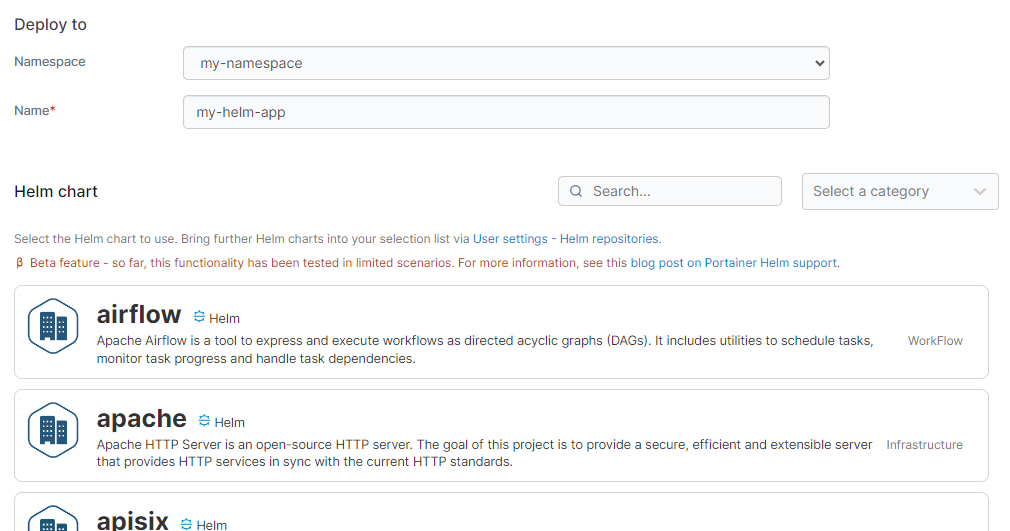 Deploy to
Namespace
my-namespace
Name*
my-helm-app
Helm chart
Search...
Select a category
Select the Helm chart to use. Bring further Helm charts into your selection list via User settings - Helm repositories.
β Beta feature - so far, this functionality has been tested in limited scenarios. For more information, see this blog post on Portainer Helm support.
airflow Helm
Apache Airflow is a tool to express and execute workflows as directed acyclic graphs (DAGs). It includes utilities to schedule tasks,
monitor task progress and handle task dependencies.
WorkFlow
apache Helm
Apache HTTP Server is an open-source HTTP server. The goal of this project is to provide a secure, efficient and extensible server
that provides HTTP services in sync with the current HTTP standards.
Infrastructure
apisix Helm